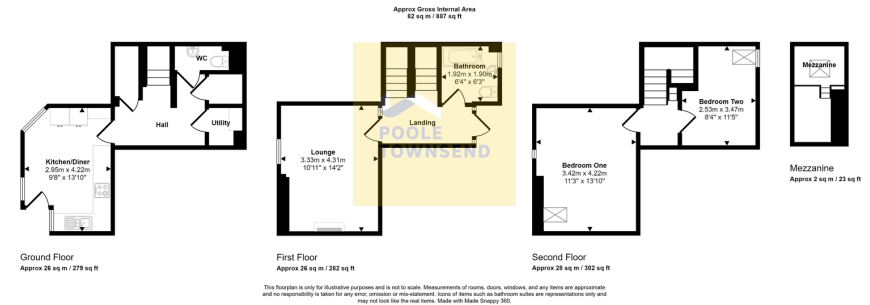 Approx Gross Internal Area
82 sq m / 887 sq ft
WC
Hall
Utility
Kitchen/Diner
2.95m x 4.22m
9'8" x 13'10"
Ground Floor
Approx 26 sq m / 279 sq ft
Bathroom
1.92m x 1.90m
6'4" x 6'3"
Landing
Lounge
3.33m x 4.31m
10'11" x 14'2"
POOLE
TOWNSEND
First Floor
Approx 26 sq m / 282 sq ft
Bedroom Two
2.53m x 3.47m
8'4" x 11'5"
Bedroom One
3.42m x 4.22m
11'3" x 13'10"
Second Floor
Approx 28 sq m / 302 sq ft
Mezzanine
Mezzanine
Approx 2 sq m / 23 sq ft
This floorplan is only for illustrative purposes and is not to scale. Measurements of rooms, doors, windows, and any items are approximate
and no responsibility is taken for any error, omission or mis-statement. Icons of items such as bathroom suites are representations only and
may not look like the real items. Made with Made Snappy 360.